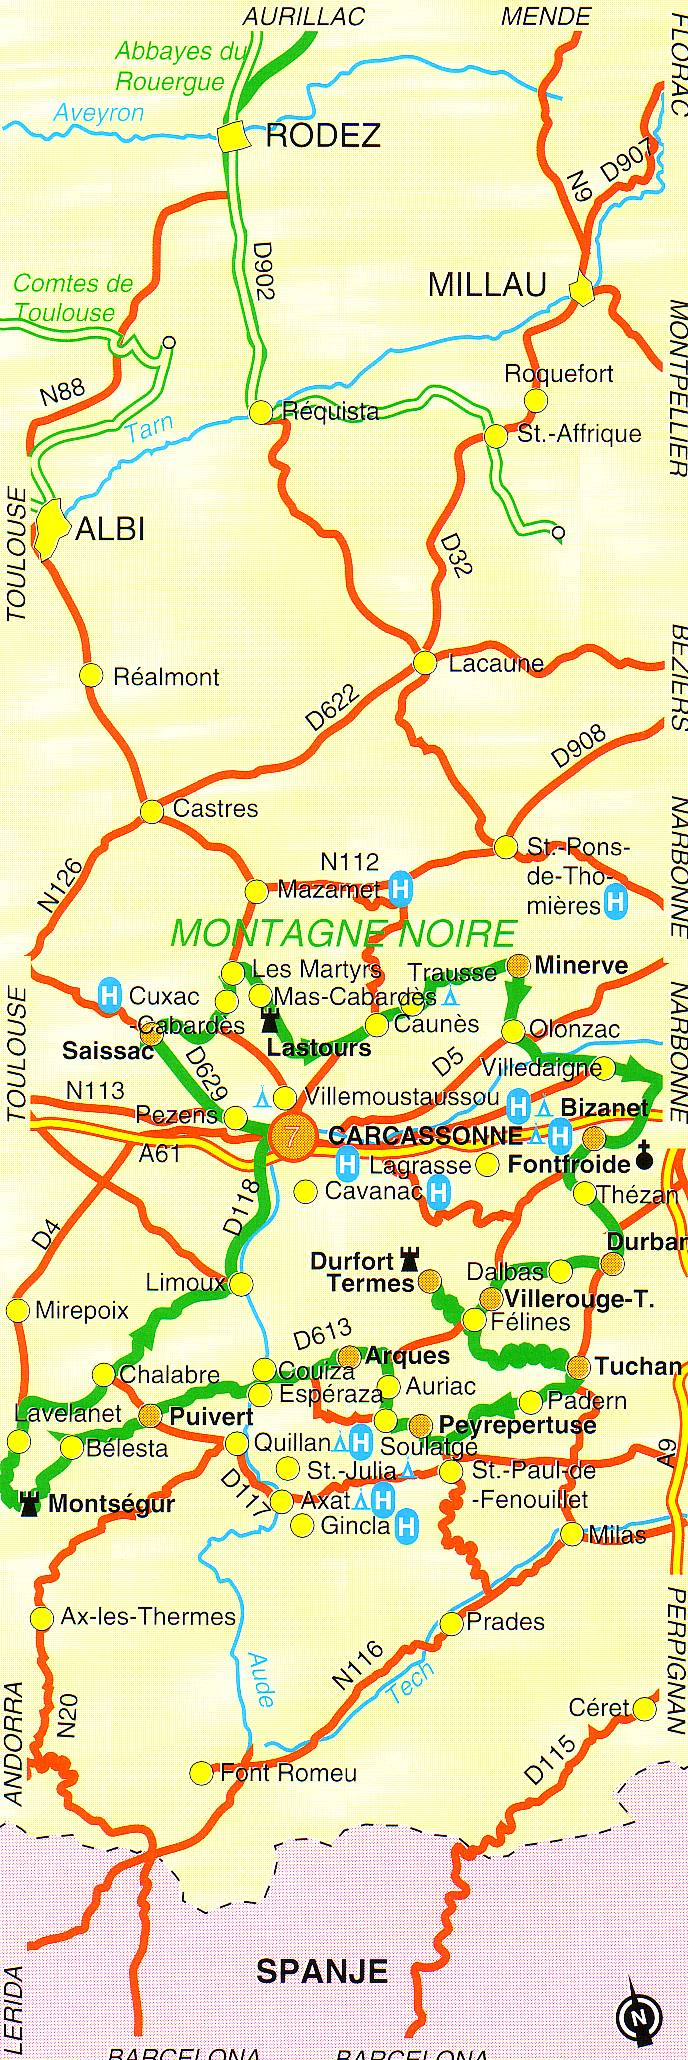 AURILLAC
MENDE
FLORAC
Abbayes du
Rouergue
Aveyron
RODEZ
D907
N9
D902
MILLAU
Comtes de
Toulouse
MONTPELLIER
Roquefort
N88
Réquista
Tarn
St.-Affrique
TOULOUSE
ALBI
D32
BEZIERS
Lacaune
Réalmont
D622
D908
Castres
NARBONNE
N112
St.-Pons-
de-Tho-
mières H
N126
Mazamet H
MONTAGNE NOIRE
Les Martyrs
Trausse
Minerve
H Cuxac
-Cabardès
Mas-Cabardès
NARBONNE
TOULOUSE
Caunès
Olonzac
Saissac
Lastours
D629
D5
Villedaigne
N113
Villemoustaussou
H
Bizanet
Pezens
7
CARCASSONNE H
A61
H
Lagrasse
Fontfroide
Cavanac H
Thézan
D118
D4
Durban
Durfort
Termes
Dalbas
Limoux
Villerouge-T.
Mirepoix
Félines
D613
Arques
Tuchan
Chalabre
Couiza
Espéraza
Auriac
Padern
Lavelanet
Puivert
Peyrepertuse
Bélesta
Quillan H
Soulatge
A9
St.-Julia
St.-Paul-de
-Fenouillet
D117
Montségur
Axat H
Gincla H
Milas
Ax-les-Thermes
Prades
PERPIGNAN
Aude
N116
Tech
ANDORRA
N20
Céret
D115
Font Romeu
SPANJE
LERIDA
N
BARCELONA
BARCELONA